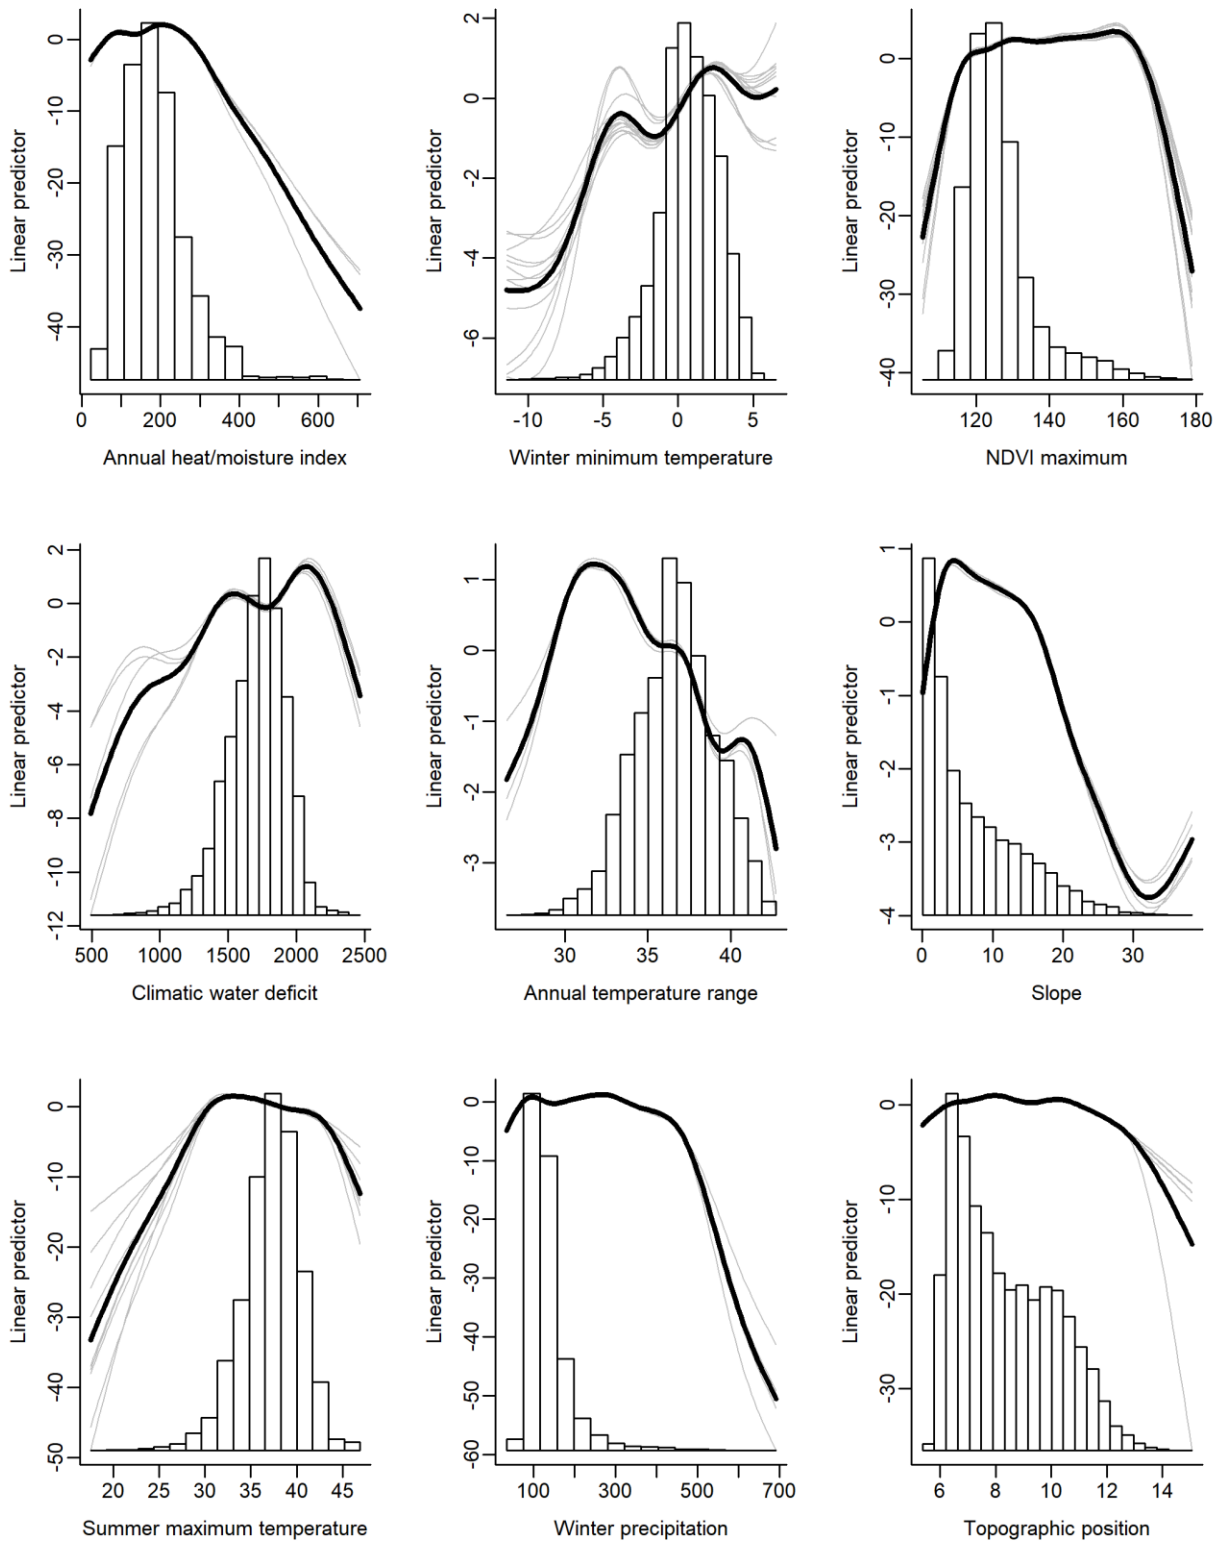 0
-10
-20
-30
-40
Linear predictor
0 200 400 600
Annual heat/moisture index
2
0
-2
-4
-6
Linear predictor
-10 -5 0 5
Winter minimum temperature
0
-10
-20
-30
-40
Linear predictor
120 140 160 180
NDVI maximum
2
0
-2
-4
-6
-8
-10
-12
Linear predictor
500 1000 1500 2000 2500
Climatic water deficit
1
0
-1
-2
-3
Linear predictor
30 35 40
Annual temperature range
1
0
-1
-2
-3
-4
Linear predictor
0 10 20 30
Slope
0
-10
-20
-30
-40
-50
Linear predictor
20 25 30 35 40 45
Summer maximum temperature
0
-10
-20
-30
-40
-50
-60
Linear predictor
100 300 500 700
Winter precipitation
0
-10
-20
-30
Linear predictor
6 8 10 12 14
Topographic position